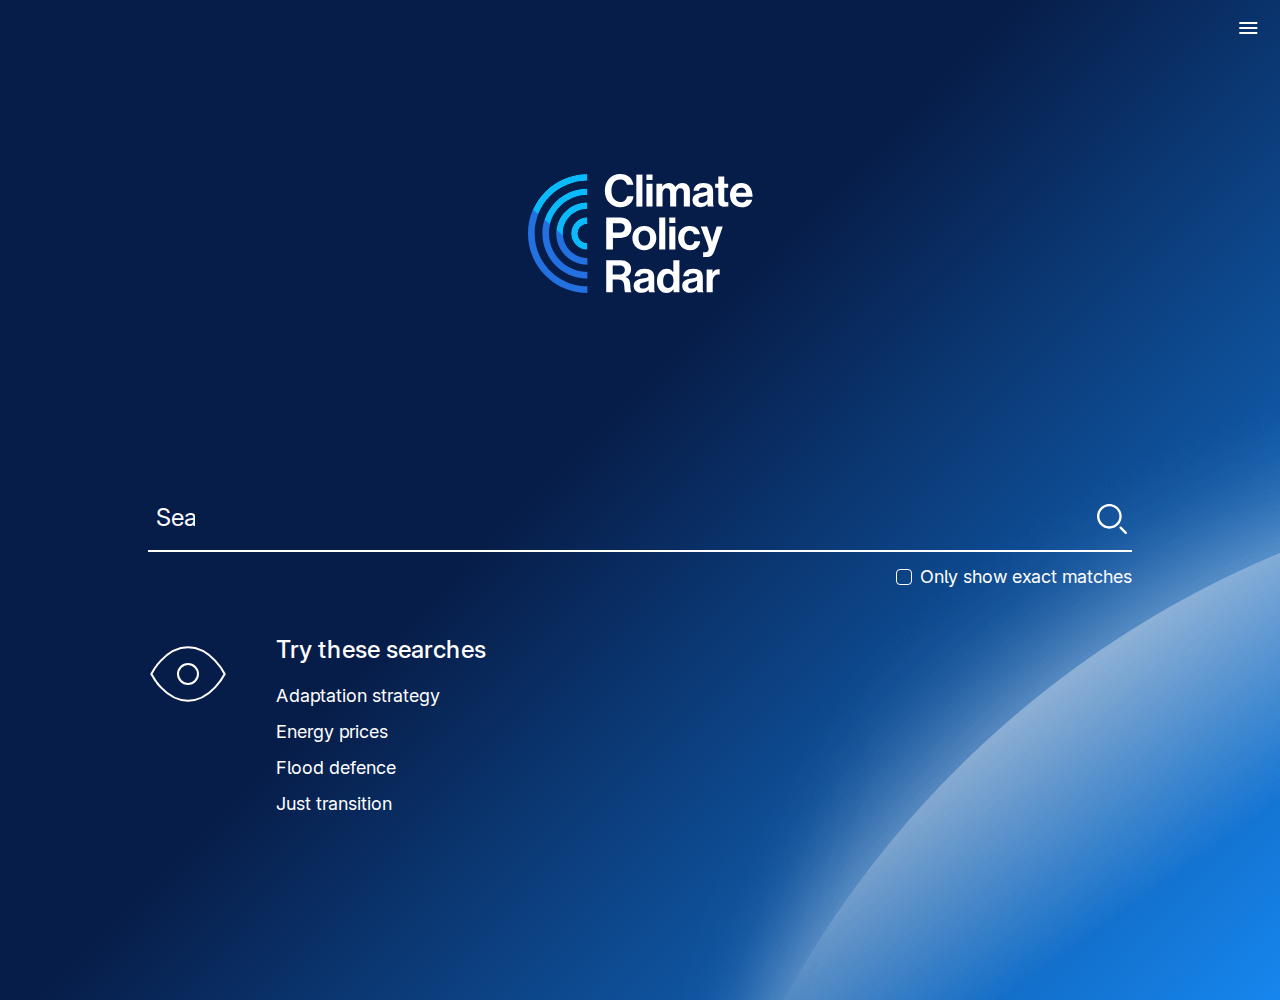 Climate
Policy
Radar
Sea
Only show exact matches
Try these searches
Adaptation strategy
Energy prices
Flood defence
Just transition